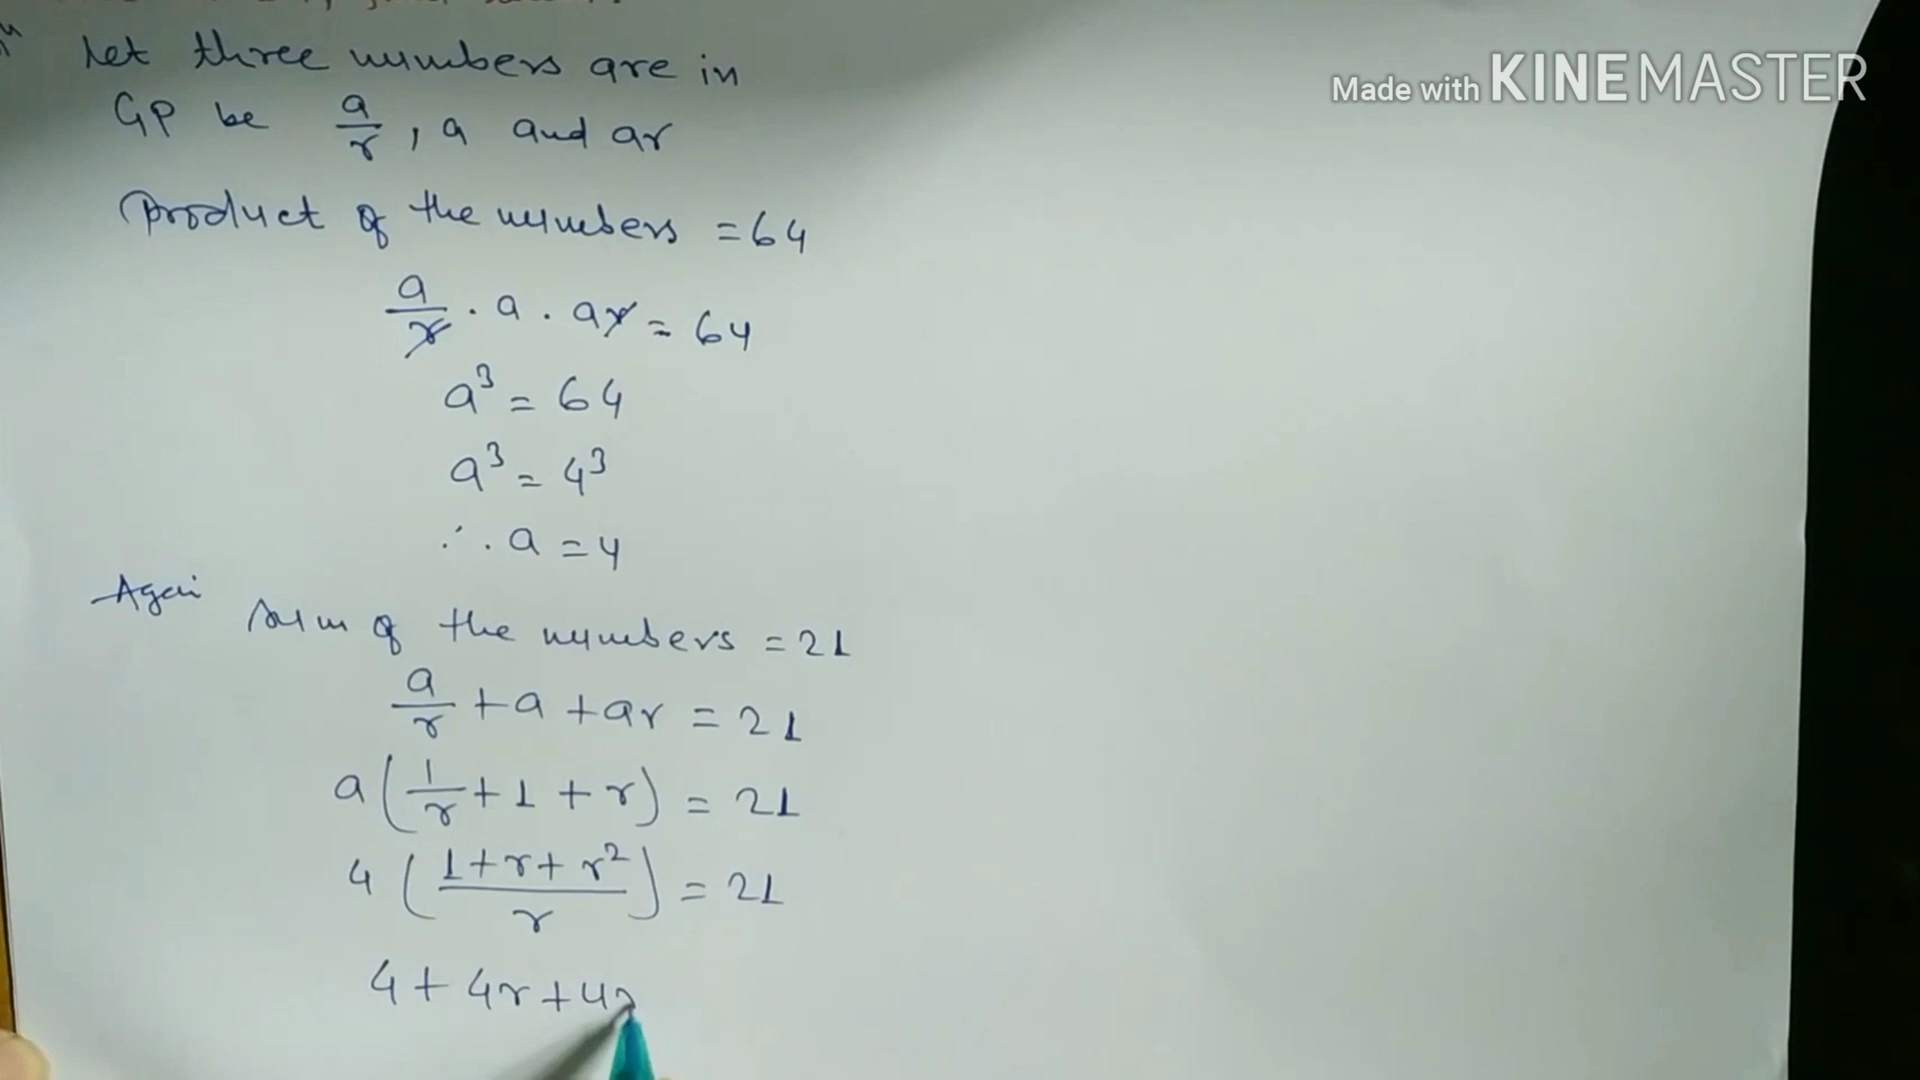 Let three numbers are in
GP be a/r , a and ar
Product of the numbers = 64
a/r . a . ar = 64
a³ = 64
a³ = 4³
∴ a = 4
Agai sum of the numbers = 21
a/r + a + ar = 21
a(1/r + 1 + r) = 21
4((1 + r + r²)/r) = 21
4 + 4r + 4
Made with KINEMASTER